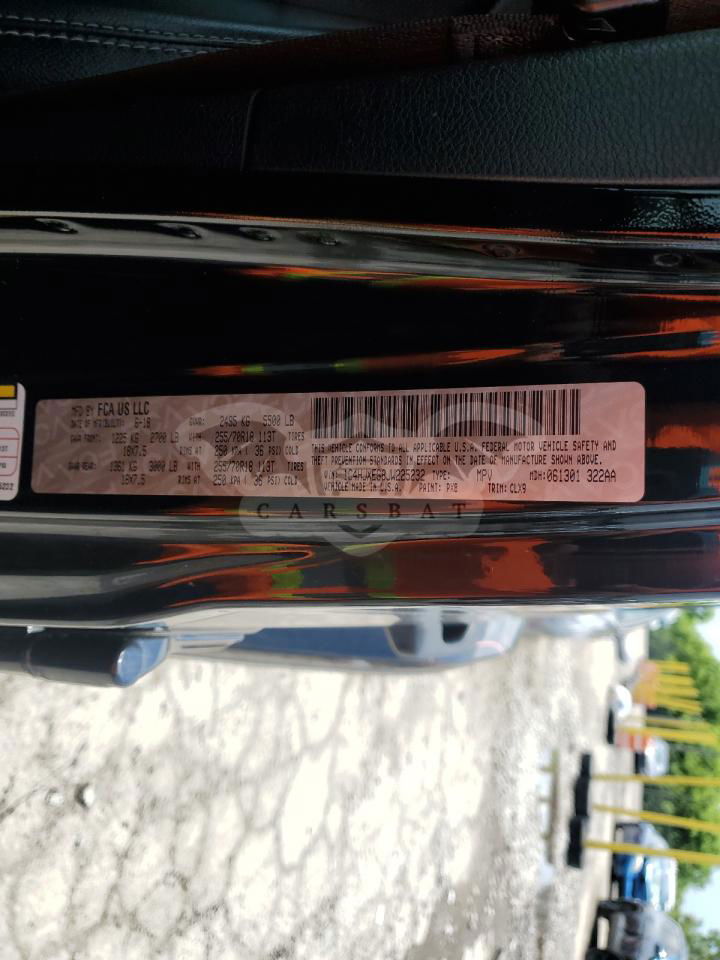 MFD BY FCA US LLC
DATE OF MFR(BUILT): 6-18
GVWR: 2495 KG 5500 LB
GAWR FRONT: 1225 KG 2700 LB WITH 255/70R18 113T TIRES
18X7.5 RIMS AT 250 KPA ( 36 PSI) COLD
GAWR REAR: 1361 KG 3000 LB WITH 255/70R18 113T TIRES
18X7.5 RIMS AT 250 KPA ( 36 PSI) COLD
THIS VEHICLE CONFORMS TO ALL APPLICABLE U.S.A. FEDERAL MOTOR VEHICLE SAFETY AND
THEFT PREVENTION STANDARDS IN EFFECT ON THE DATE OF MANUFACTURE SHOWN ABOVE.
V.I.N.: 1C4HJXEG8JW225232 TYPE: MPV MDH: 061301 322AA
VEHICLE MADE IN U.S.A. PAINT: PX8 TRIM: CLX9
CARSBAT